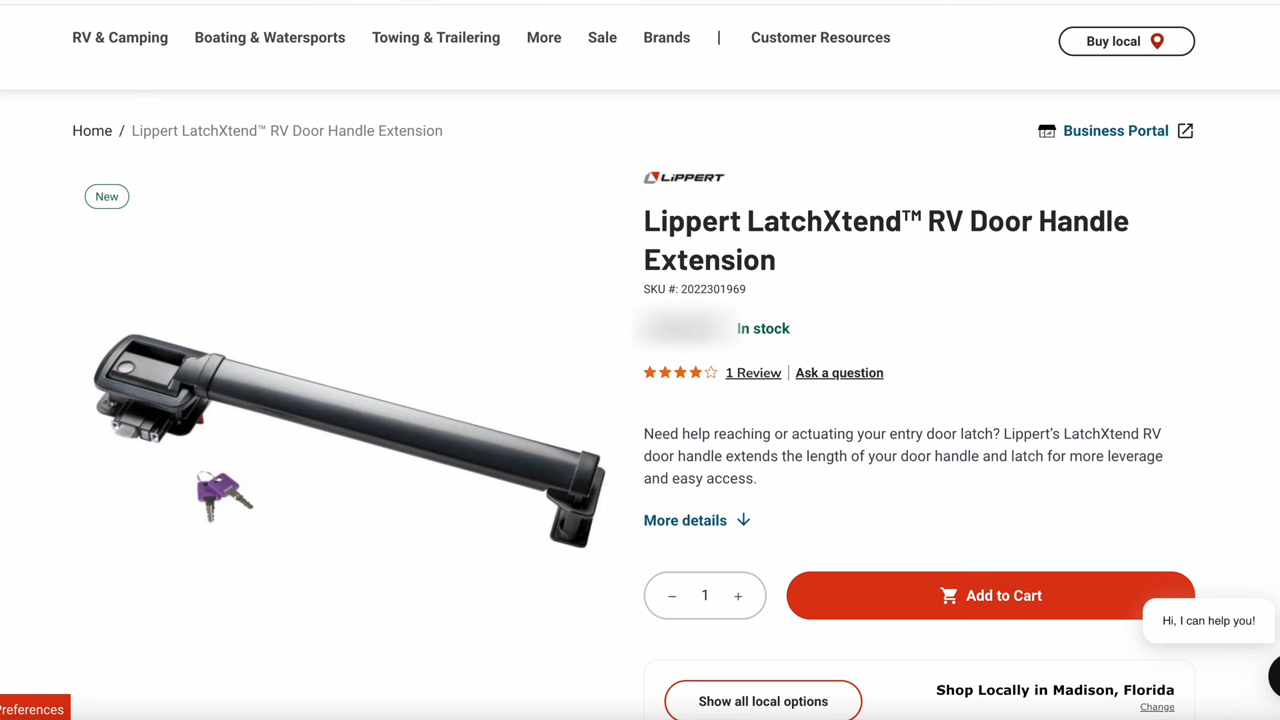 RV & Camping Boating & Watersports Towing & Trailering More Sale Brands | Customer Resources
Buy local
Home / Lippert LatchXtend™ RV Door Handle Extension
Business Portal
New
LIPPERT
Lippert LatchXtend™ RV Door Handle
Extension
SKU #: 2022301969
In stock
1 Review | Ask a question
Need help reaching or actuating your entry door latch? Lippert’s LatchXtend RV
door handle extends the length of your door handle and latch for more leverage
and easy access.
More details
− 1 +
Add to Cart
Hi, I can help you!
Show all local options
Shop Locally in Madison, Florida
Change
Preferences